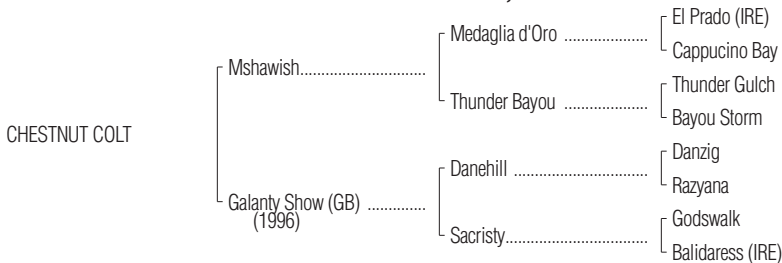 El Prado (IRE)
Medaglia d'Oro ..................
Cappucino Bay
Mshawish............................
Thunder Gulch
Thunder Bayou ..................
Bayou Storm
CHESTNUT COLT
Danzig
Danehill .............................
Razyana
Galanty Show (GB) .............
(1996)
Godswalk
Sacristy...............................
Balidaress (IRE)